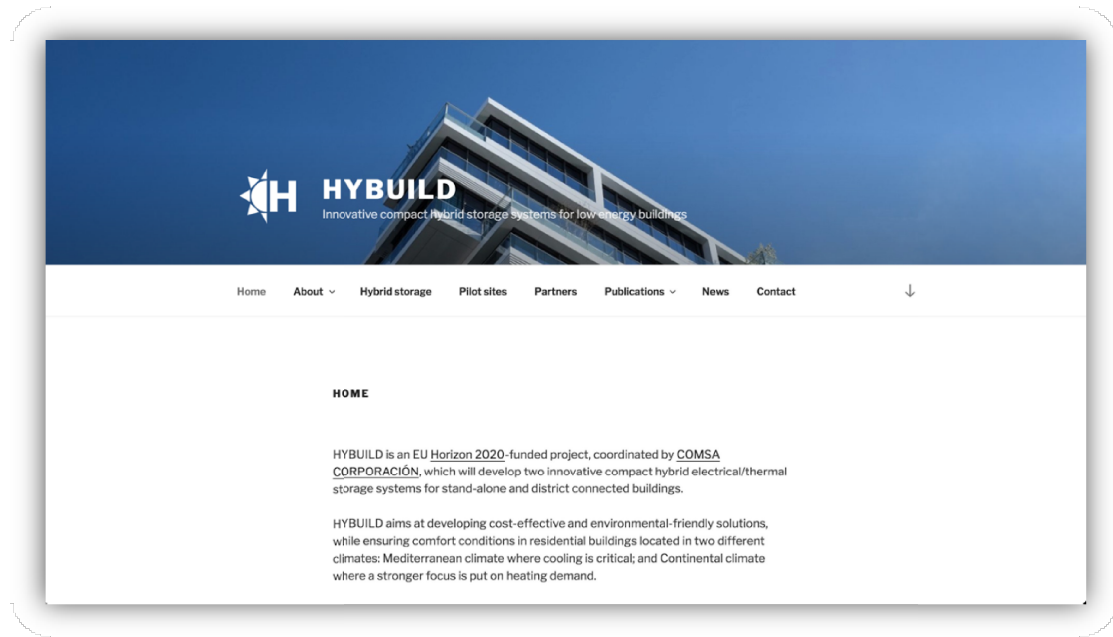 H HYBUILD
Innovative compact hybrid storage systems for low energy buildings
Home About Hybrid storage Pilot sites Partners Publications News Contact
HOME
HYBUILD is an EU Horizon 2020-funded project, coordinated by COMSA
CORPORACIÓN, which will develop two innovative compact hybrid electrical/thermal
storage systems for stand-alone and district connected buildings.
HYBUILD aims at developing cost-effective and environmental-friendly solutions,
while ensuring comfort conditions in residential buildings located in two different
climates: Mediterranean climate where cooling is critical; and Continental climate
where a stronger focus is put on heating demand.